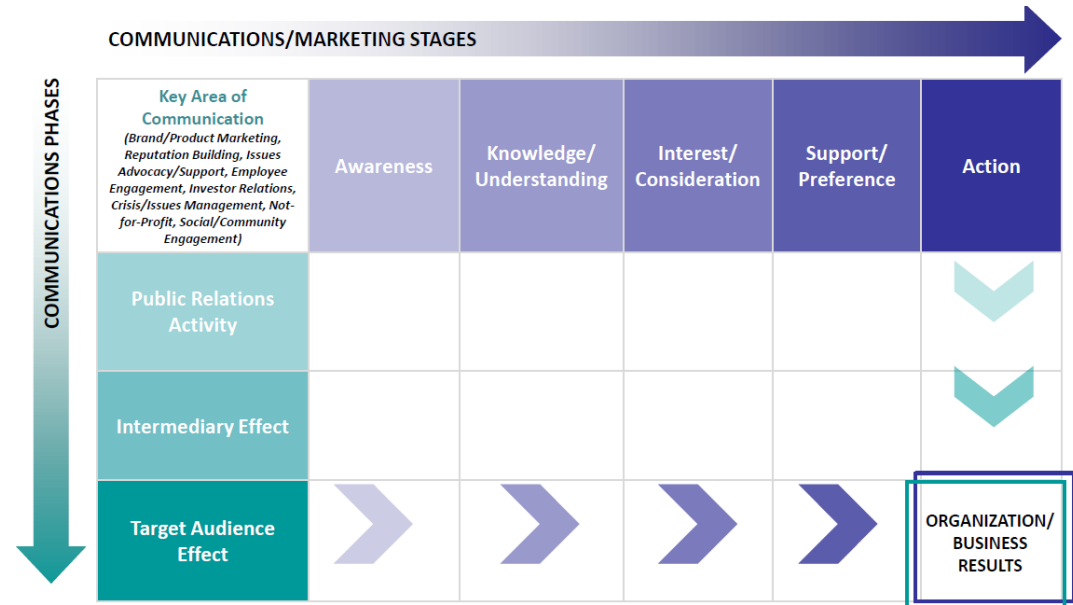 COMMUNICATIONS/MARKETING STAGES
COMMUNICATIONS PHASES
Key Area of
Communication
(Brand/Product Marketing,
Reputation Building, Issues
Advocacy/Support, Employee
Engagement, Investor Relations,
Crisis/Issues Management, Not-
for-Profit, Social/Community
Engagement)
Awareness
Knowledge/
Understanding
Interest/
Consideration
Support/
Preference
Action
Public Relations
Activity
Intermediary Effect
Target Audience
Effect
ORGANIZATION/
BUSINESS
RESULTS